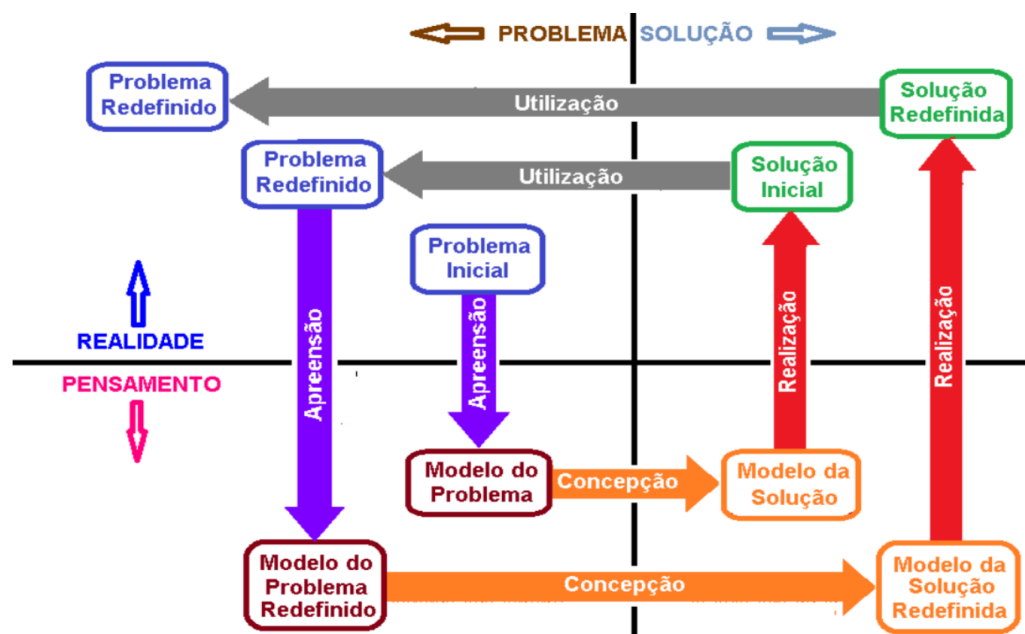 PROBLEMA SOLUÇÃO
Problema
Redefinido
Utilização
Solução
Redefinida
Problema
Redefinido
Utilização
Solução
Inicial
Problema
Inicial
REALIDADE
PENSAMENTO
Apreensão
Apreensão
Realização
Realização
Modelo do
Problema
Concepção
Modelo da
Solução
Modelo do
Problema
Redefinido
Concepção
Modelo da
Solução
Redefinida